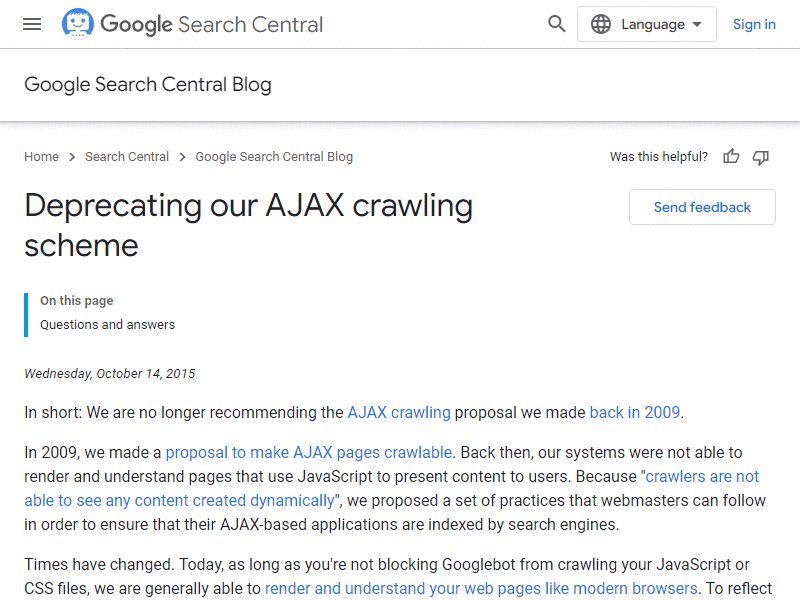 Google Search Central
Language
Sign in
Google Search Central Blog
Home > Search Central > Google Search Central Blog
Was this helpful?
Deprecating our AJAX crawling
scheme
Send feedback
On this page
Questions and answers
Wednesday, October 14, 2015
In short: We are no longer recommending the AJAX crawling proposal we made back in 2009.
In 2009, we made a proposal to make AJAX pages crawlable. Back then, our systems were not able to
render and understand pages that use JavaScript to present content to users. Because "crawlers are not
able to see any content created dynamically", we proposed a set of practices that webmasters can follow
in order to ensure that their AJAX-based applications are indexed by search engines.
Times have changed. Today, as long as you're not blocking Googlebot from crawling your JavaScript or
CSS files, we are generally able to render and understand your web pages like modern browsers. To reflect